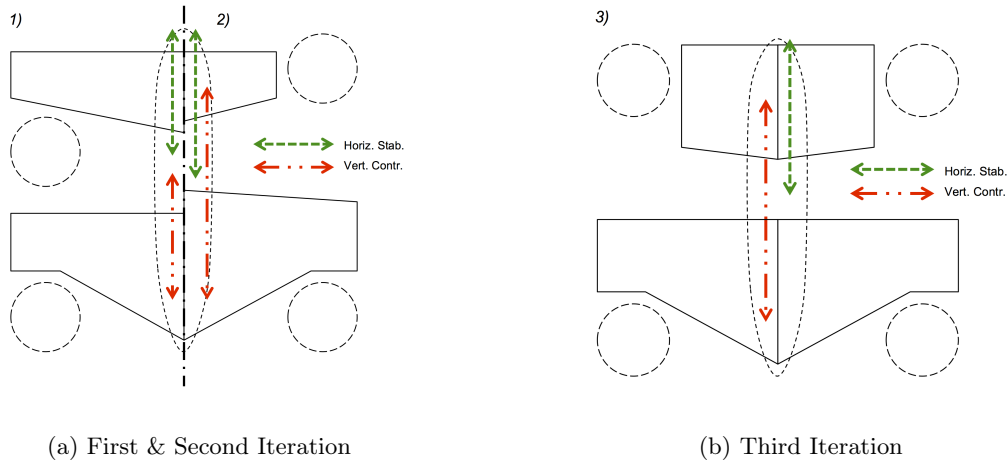 1)
2)
Horiz. Stab.
Vert. Contr.
3)
Horiz. Stab.
Vert. Contr.
(a) First & Second Iteration
(b) Third Iteration